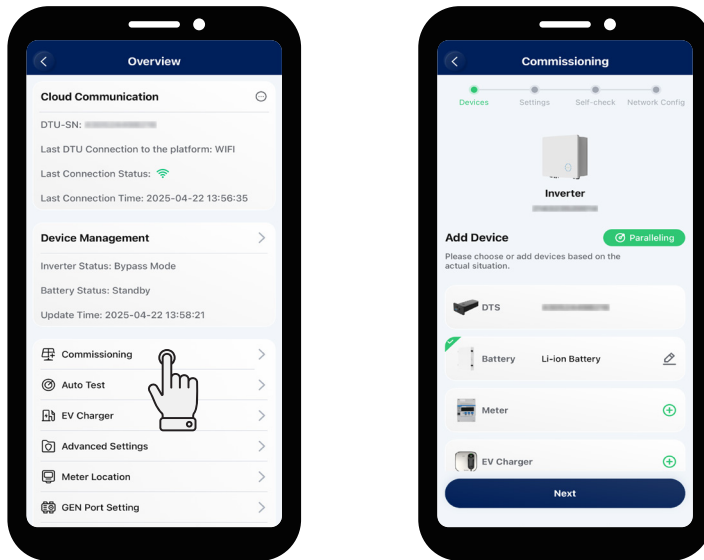 Overview
Cloud Communication
DTU-SN:
Last DTU Connection to the platform: WIFI
Last Connection Status:
Last Connection Time: 2025-04-22 13:56:35
Device Management
Inverter Status: Bypass Mode
Battery Status: Standby
Update Time: 2025-04-22 13:58:21
Commissioning
Auto Test
EV Charger
Advanced Settings
Meter Location
GEN Port Setting
Commissioning
Devices Settings Self-check Network Config
Inverter
Add Device
Paralleling
Please choose or add devices based on the
actual situation.
DTS
Battery Li-ion Battery
Meter
EV Charger
Next